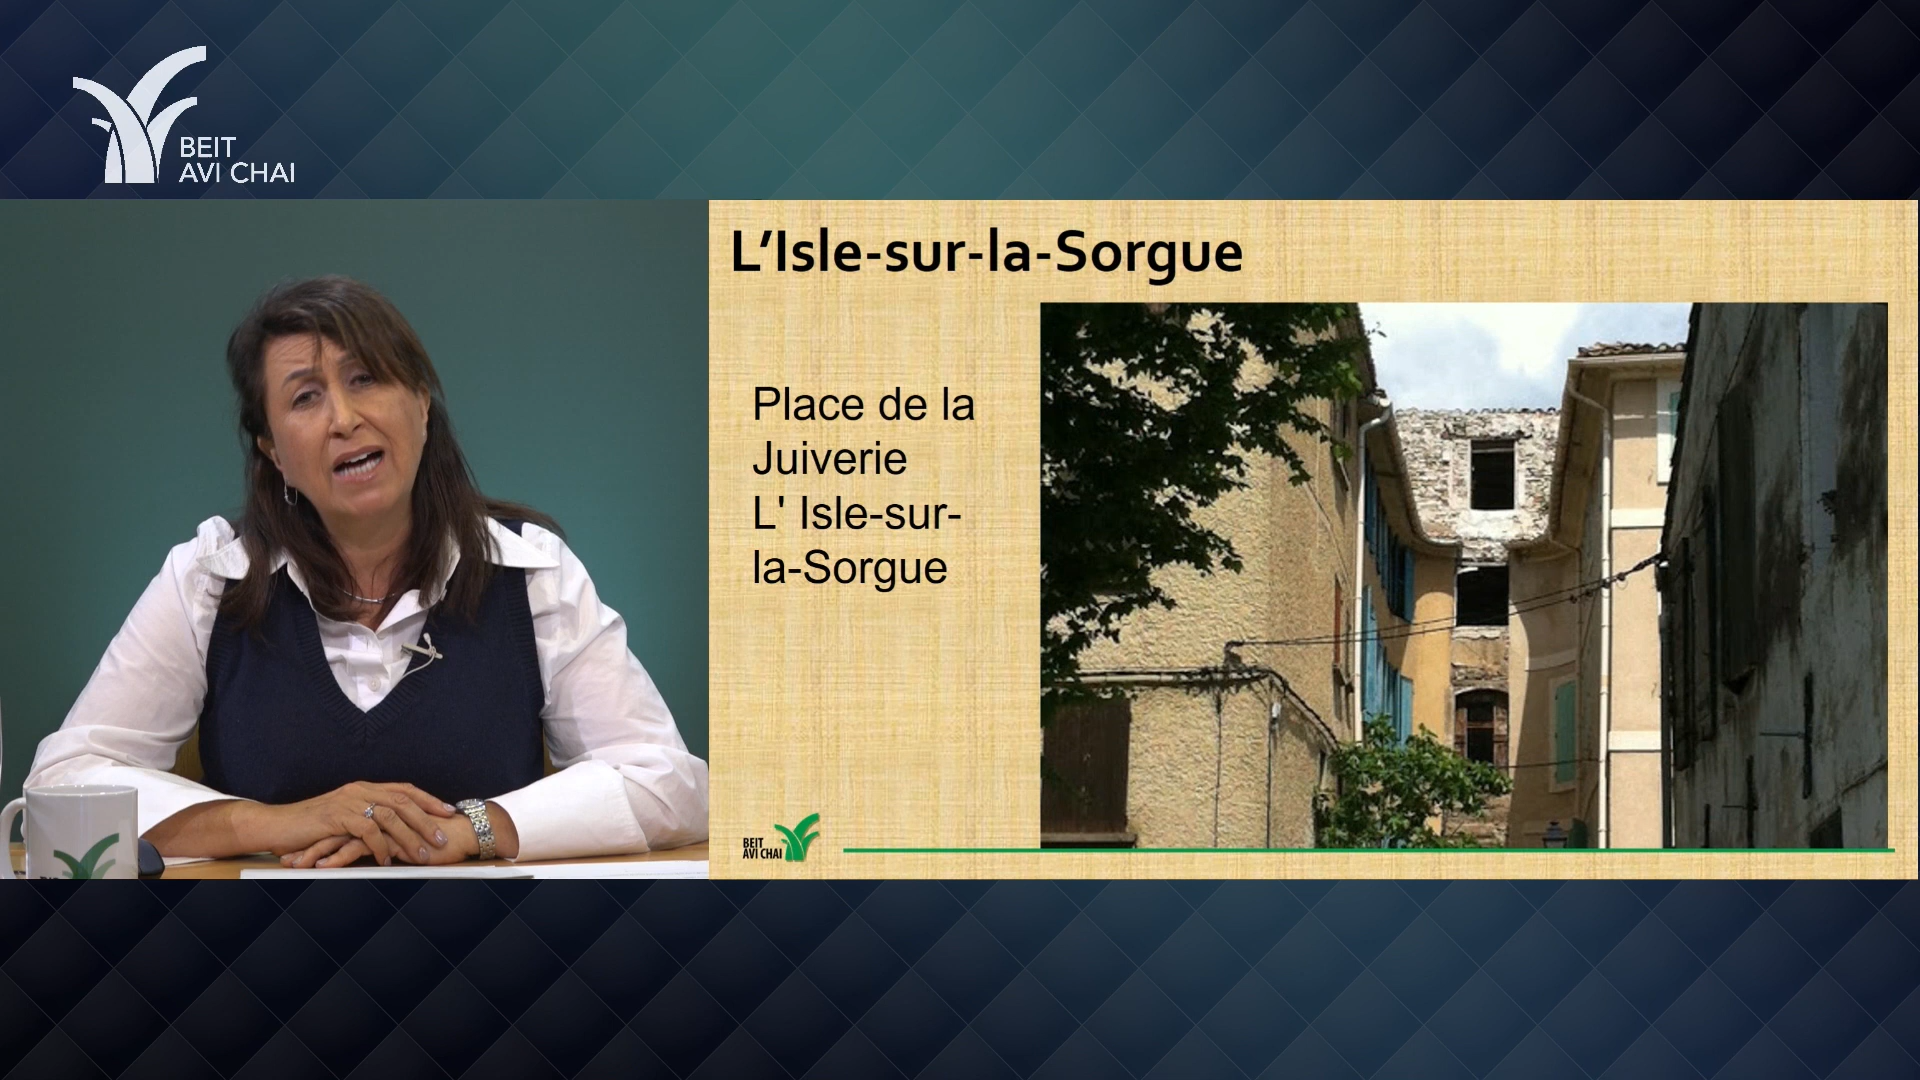 BEIT
AVI CHAI
L’Isle-sur-la-Sorgue
Place de la
Juiverie
L' Isle-sur-
la-Sorgue
BEIT
AVI CHAI